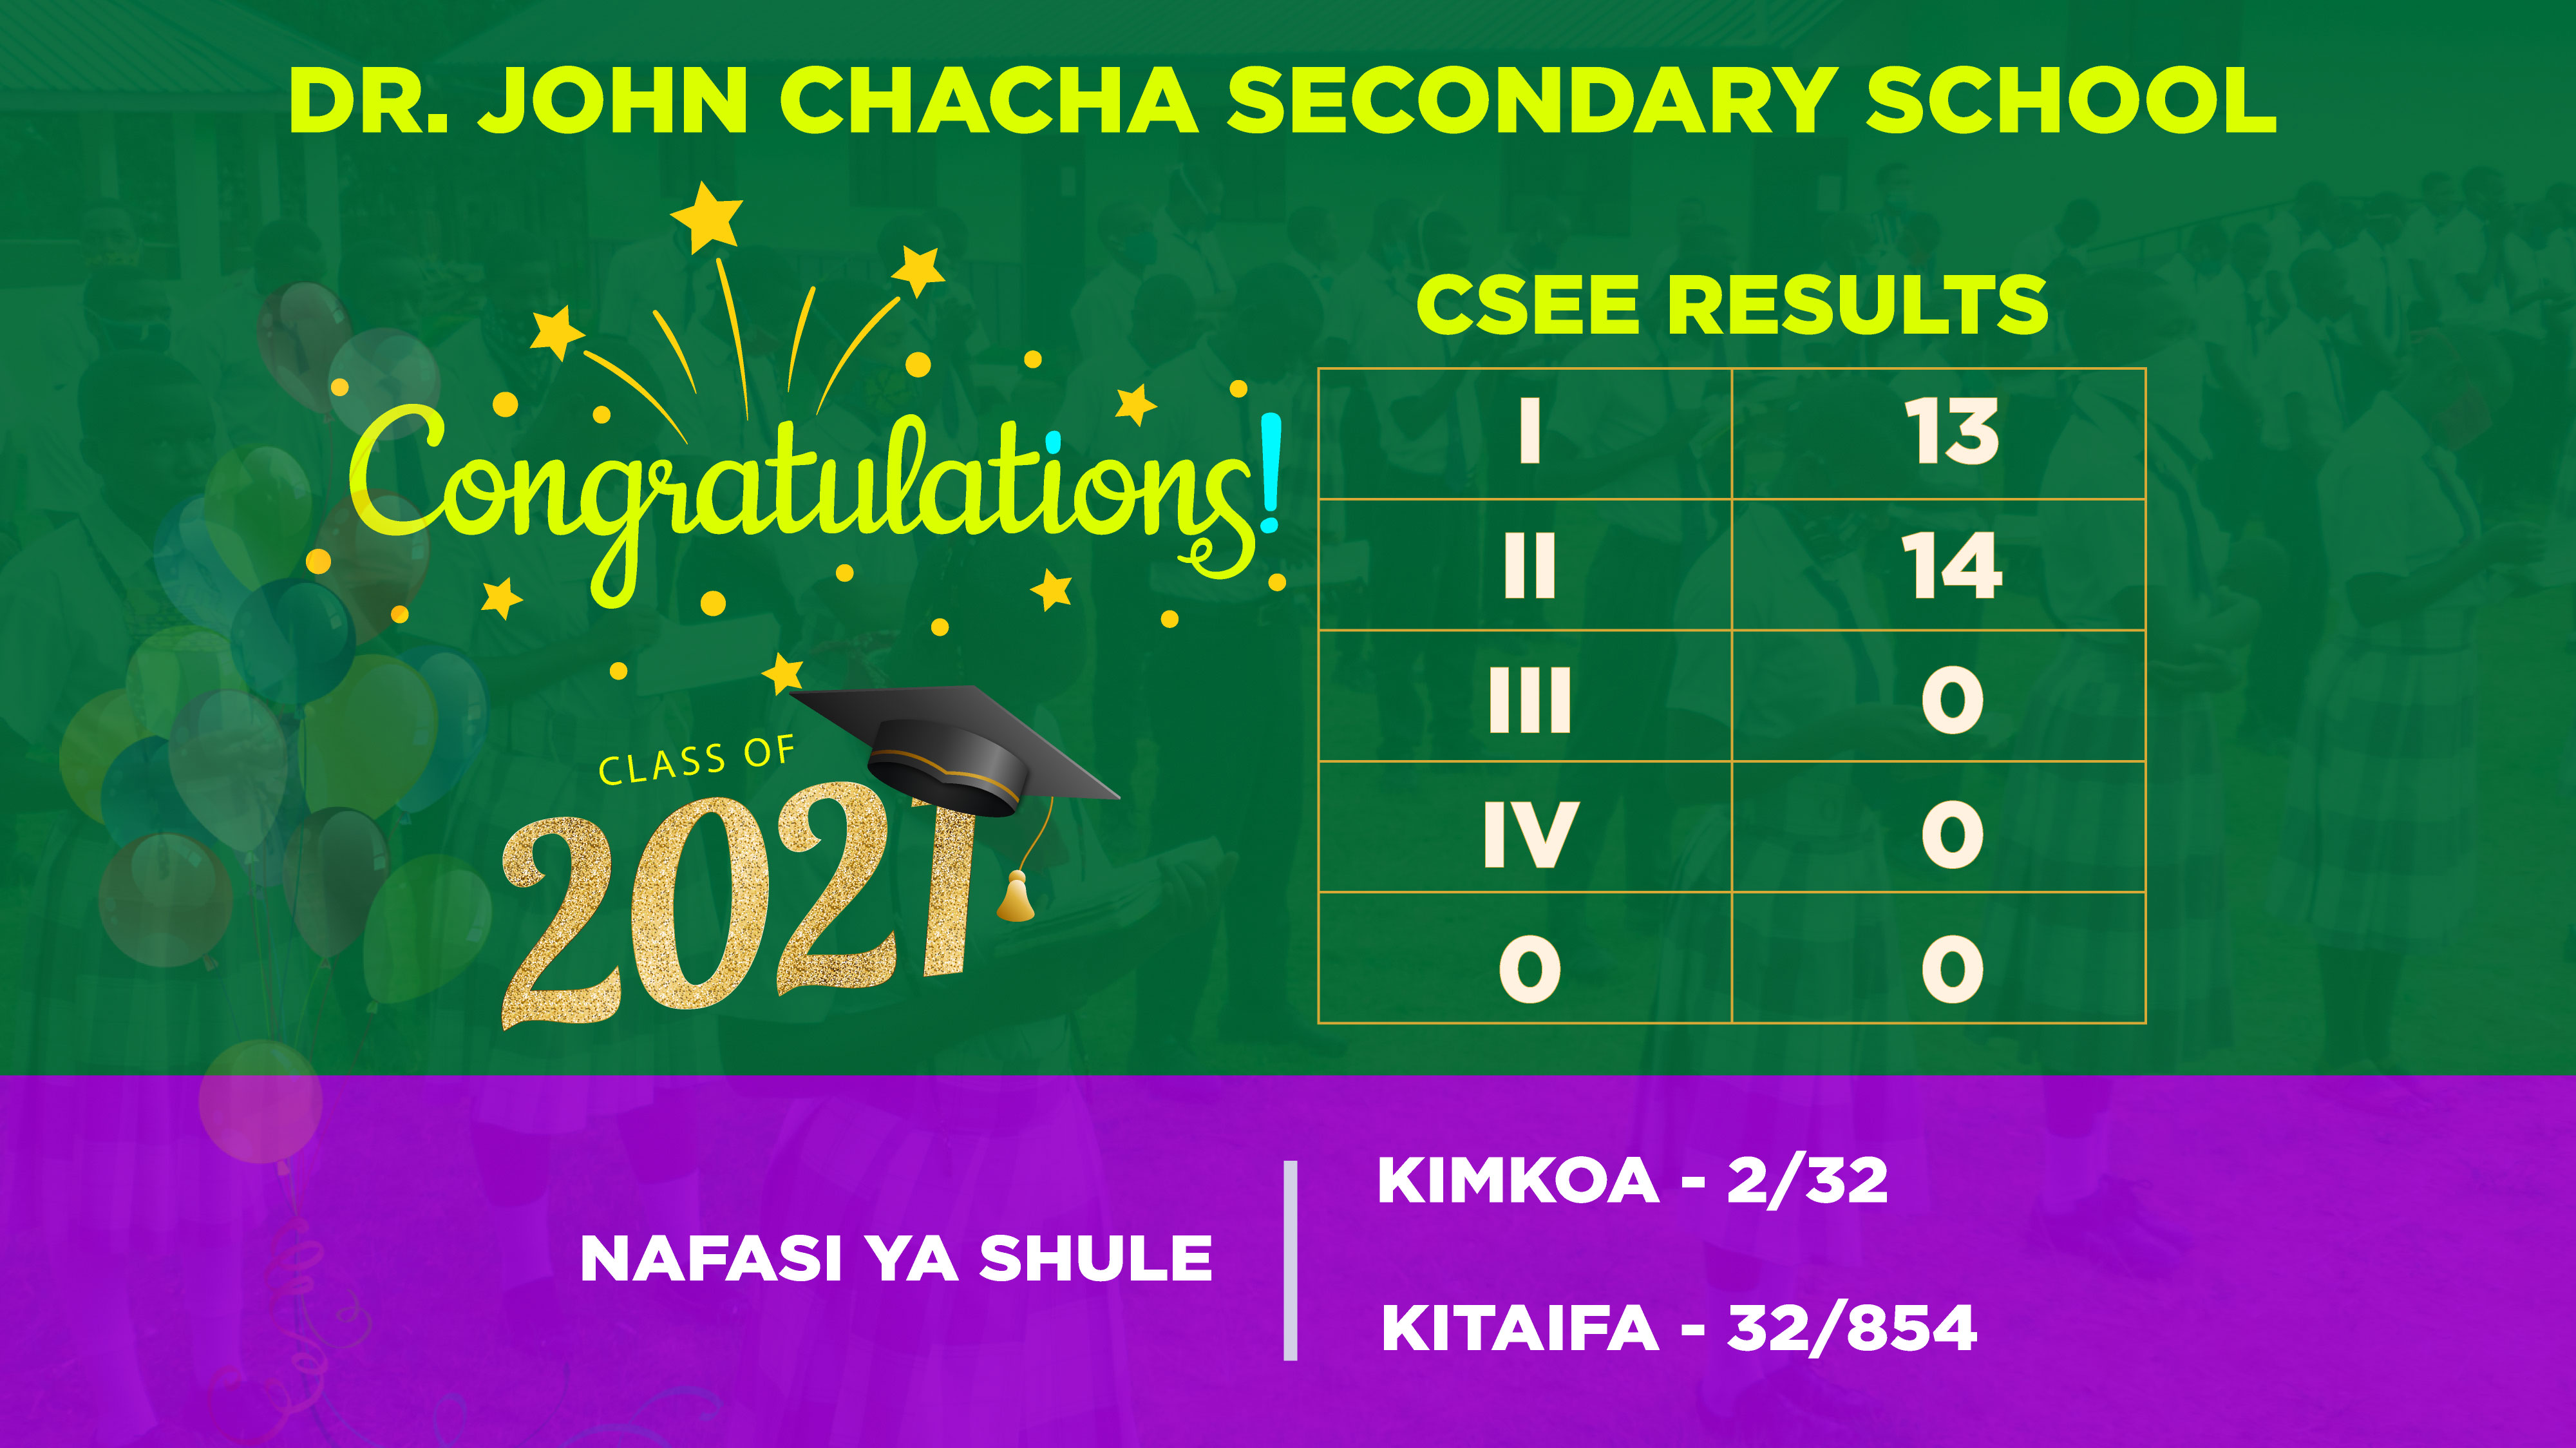 DR. JOHN CHACHA SECONDARY SCHOOL
Congratulations!
CLASS OF
2021
CSEE RESULTS
I 13
II 14
III 0
IV 0
0 0
NAFASI YA SHULE
KIMKOA - 2/32
KITAIFA - 32/854